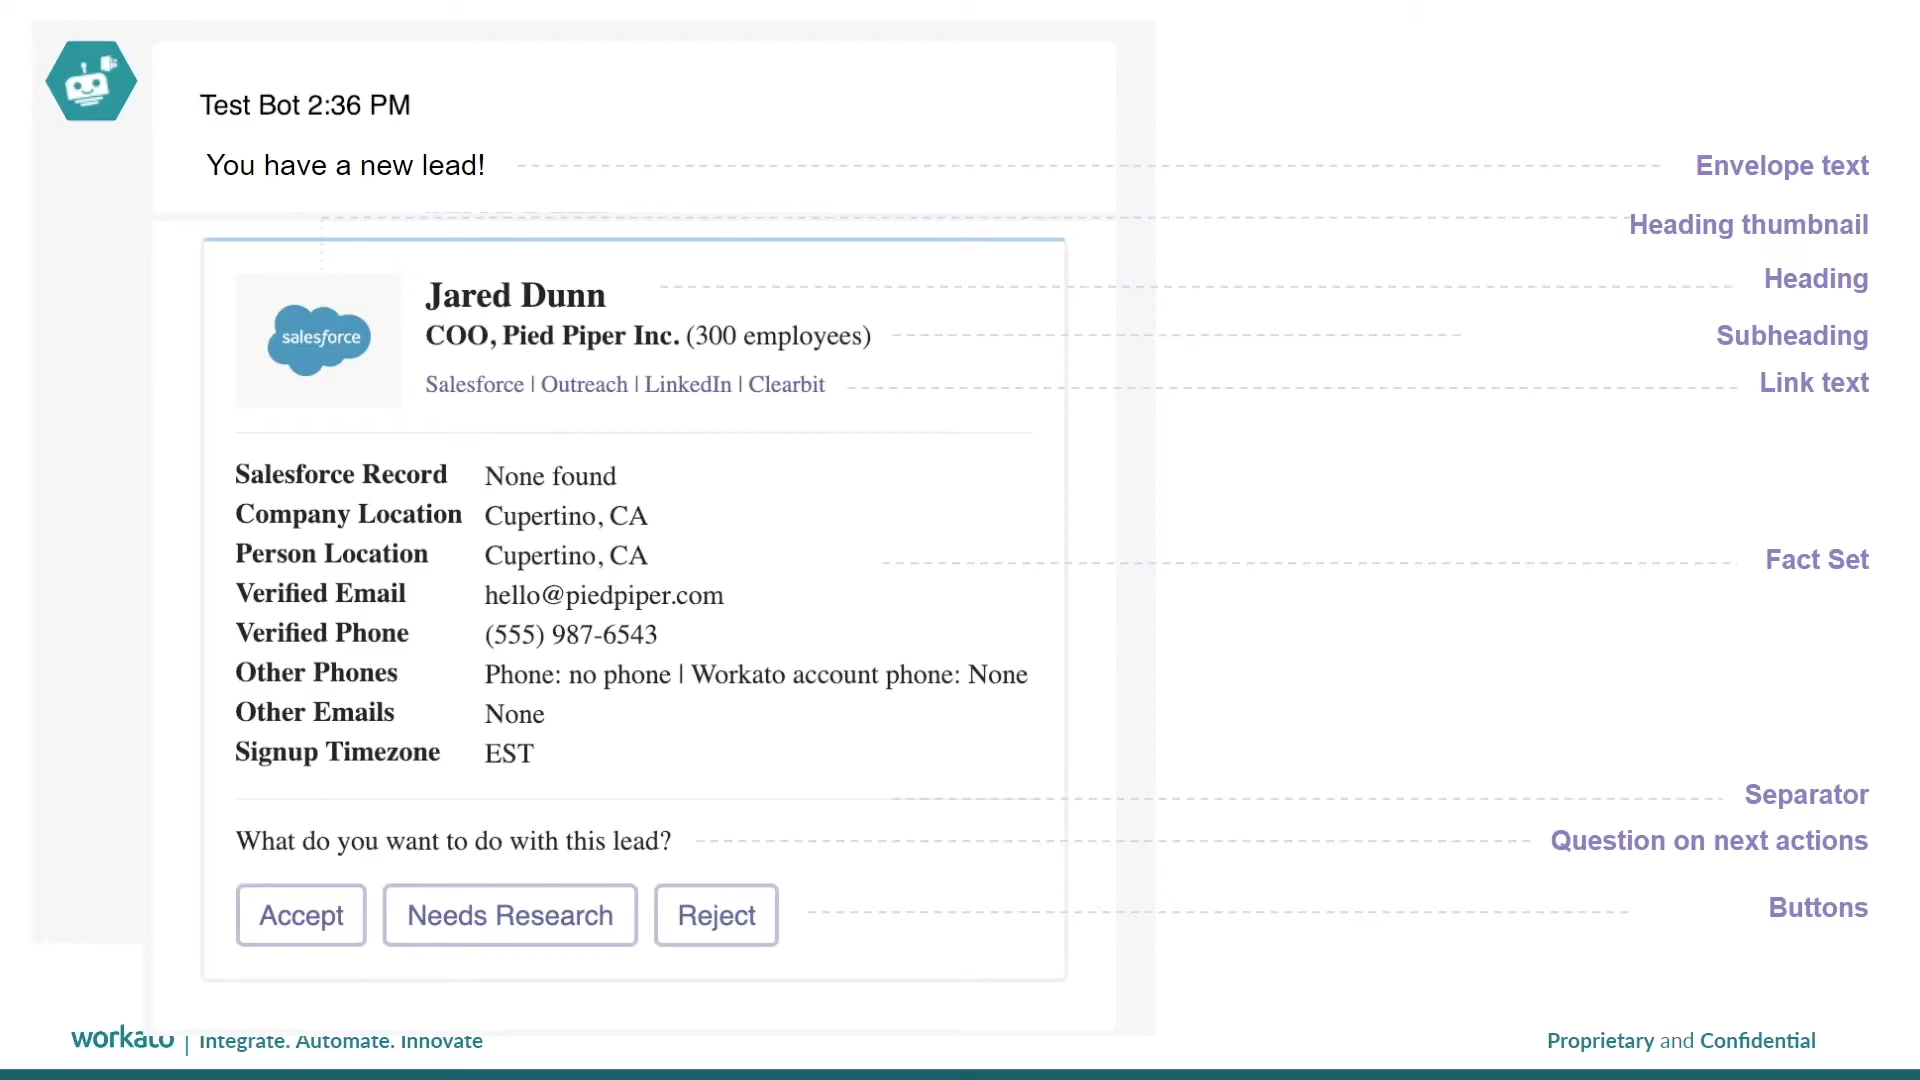 Test Bot 2:36 PM
You have a new lead!
Envelope text
Heading thumbnail
salesforce
Jared Dunn
Heading
COO, Pied Piper Inc. (300 employees)
Subheading
Salesforce | Outreach | LinkedIn | Clearbit
Link text
Salesforce Record None found
Company Location Cupertino, CA
Person Location Cupertino, CA
Fact Set
Verified Email hello@piedpiper.com
Verified Phone (555) 987-6543
Other Phones Phone: no phone | Workato account phone: None
Other Emails None
Signup Timezone EST
Separator
What do you want to do with this lead?
Question on next actions
Accept Needs Research Reject
Buttons
workato | Integrate. Automate. Innovate
Proprietary and Confidential